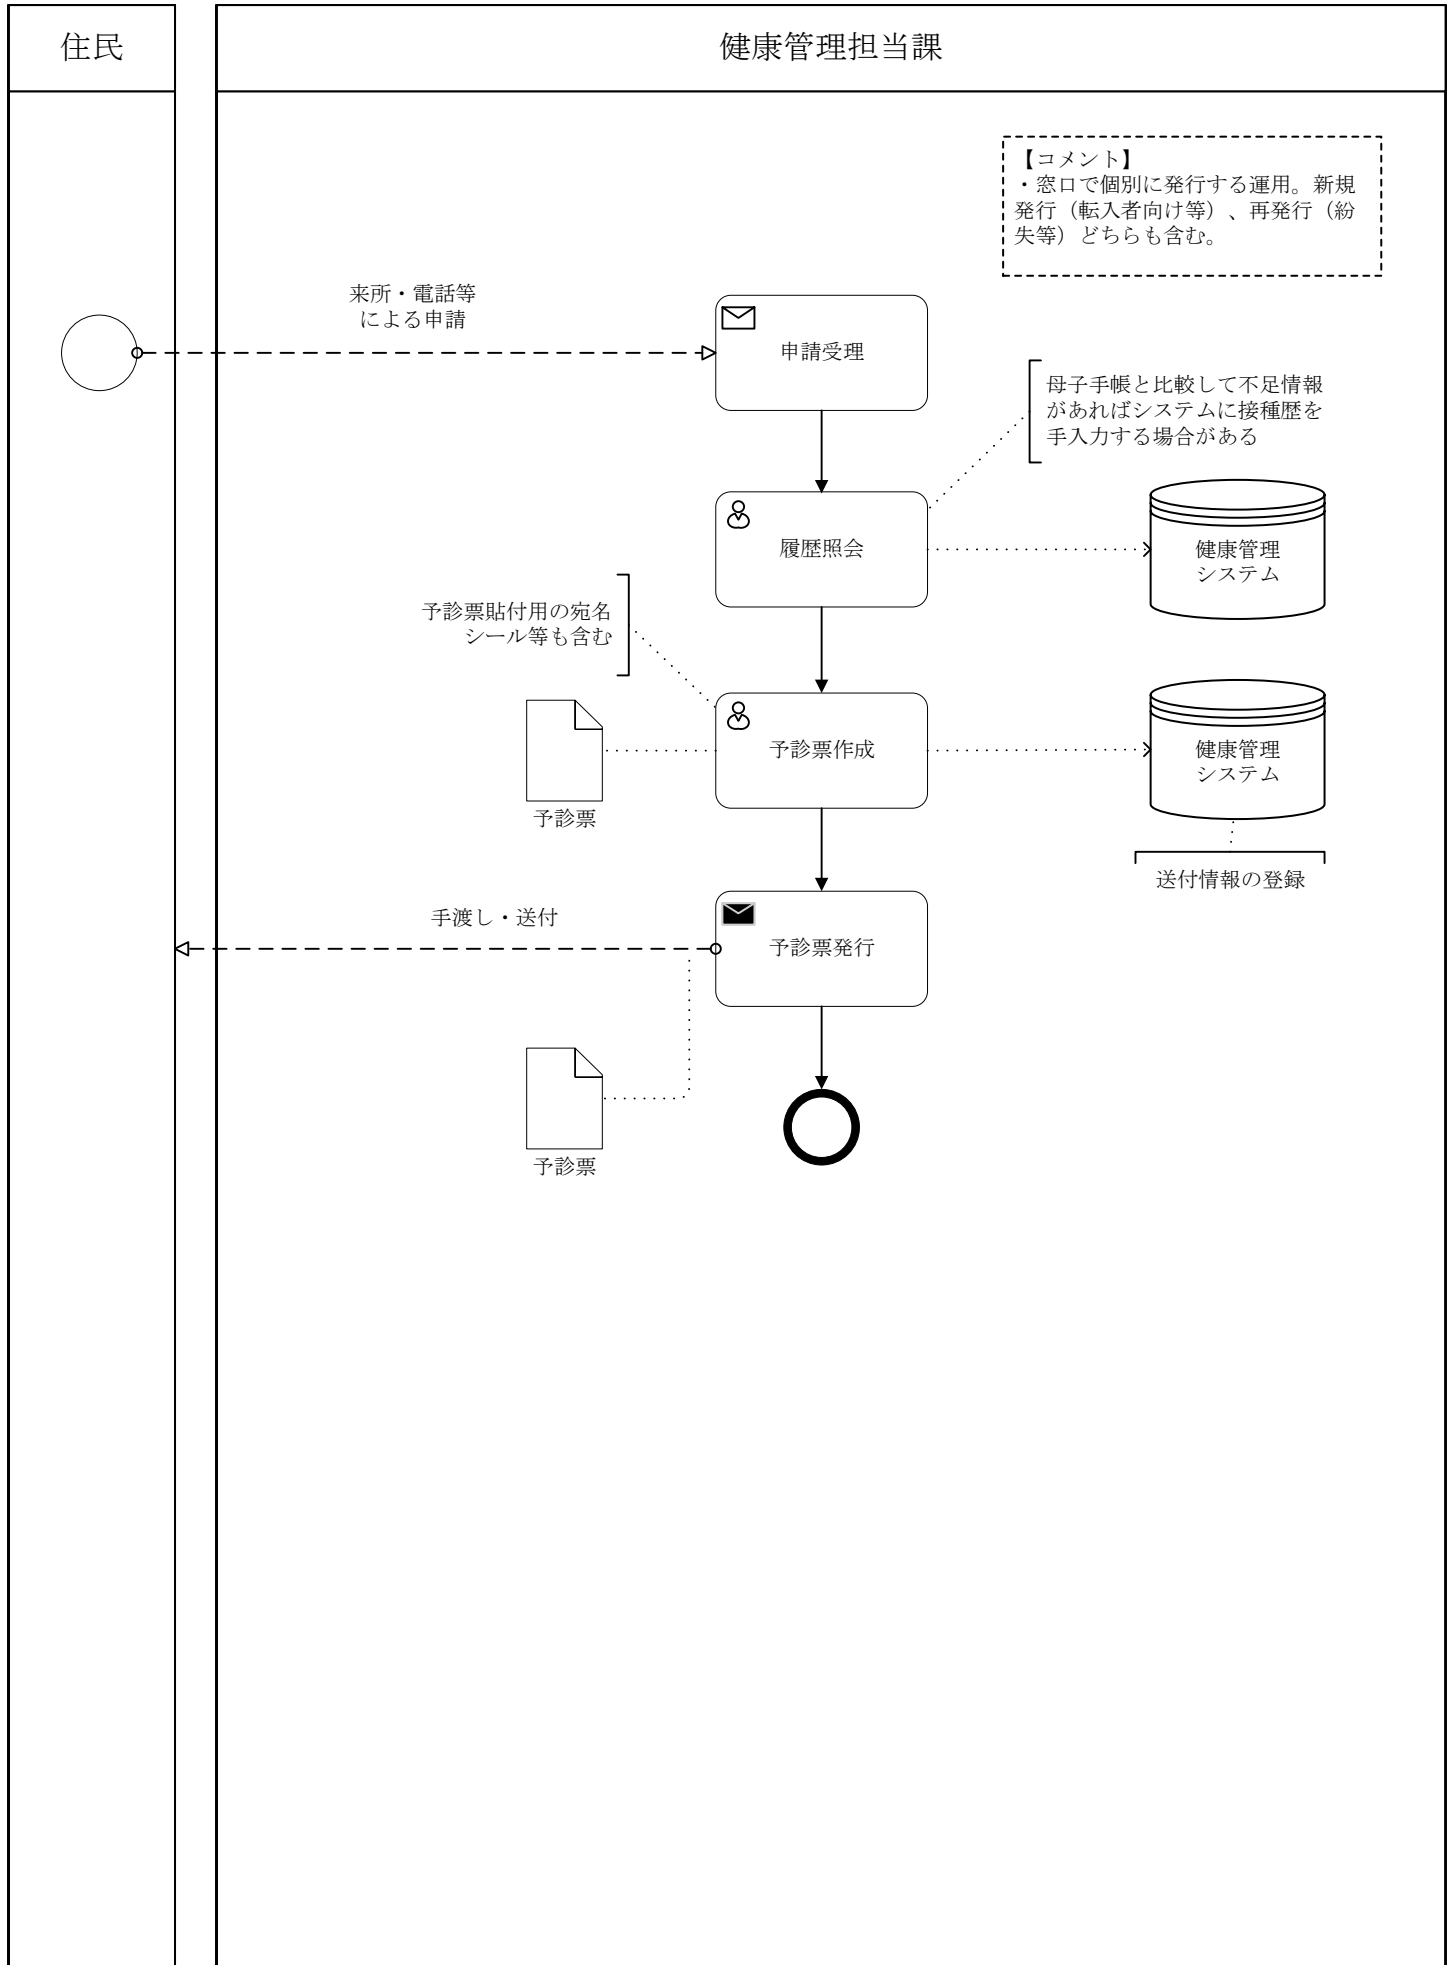 住民
健康管理担当課
【コメント】
・窓口で個別に発行する運用。新規
発行（転入者向け等）、再発行（紛
失等）どちらも含む。
来所・電話等
による申請
申請受理
母子手帳と比較して不足情報
があればシステムに接種歴を
手入力する場合がある
履歴照会
健康管理
システム
予診票貼付用の宛名
シール等も含む
予診票作成
健康管理
システム
予診票
送付情報の登録
手渡し・送付
予診票発行
予診票